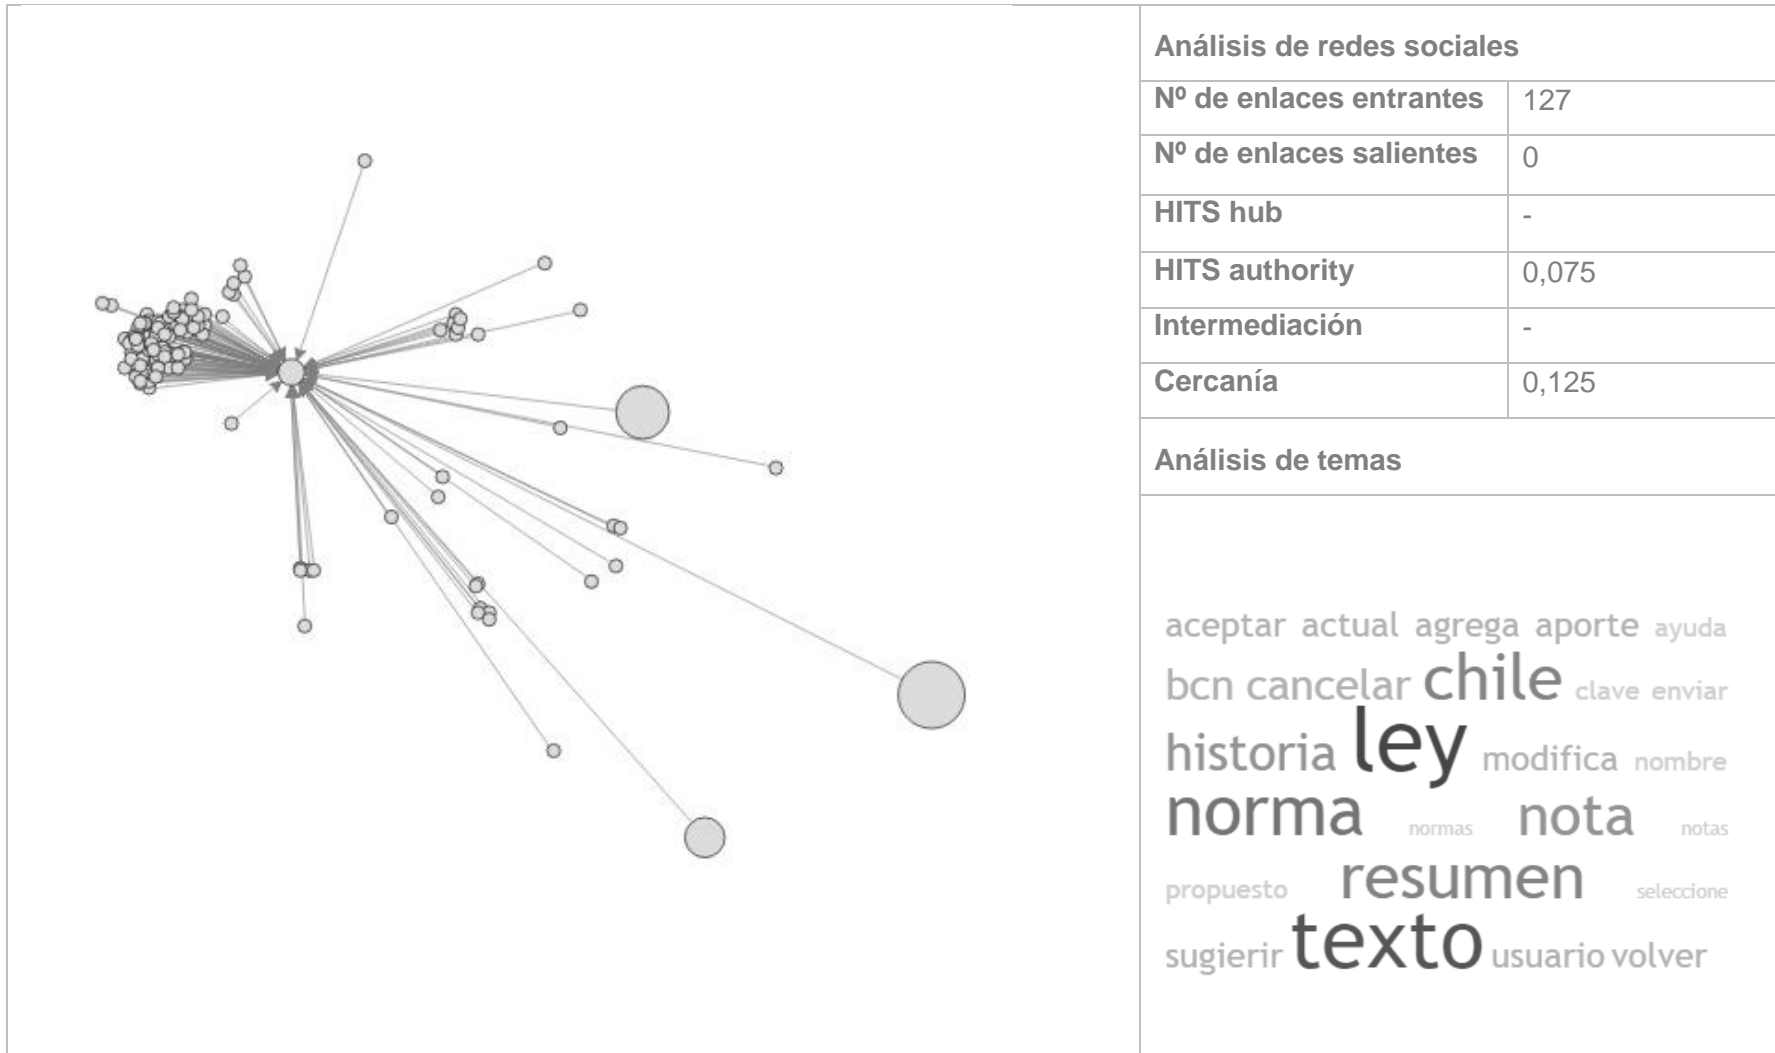 Análisis de redes sociales
Nº de enlaces entrantes 127
Nº de enlaces salientes 0
HITS hub -
HITS authority 0,075
Intermediación -
Cercanía 0,125
Análisis de temas
aceptar actual agrega aporte ayuda
bcn cancelar chile clave enviar
historia ley modifica nombre
norma normas nota notas
propuesto resumen seleccione
sugierir texto usuario volver